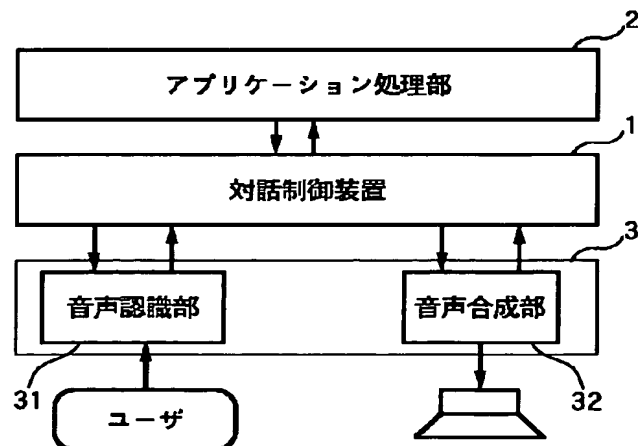 2
アプリケーション処理部
1
対話制御装置
3
音声認識部
音声合成部
31
32
ユーザ